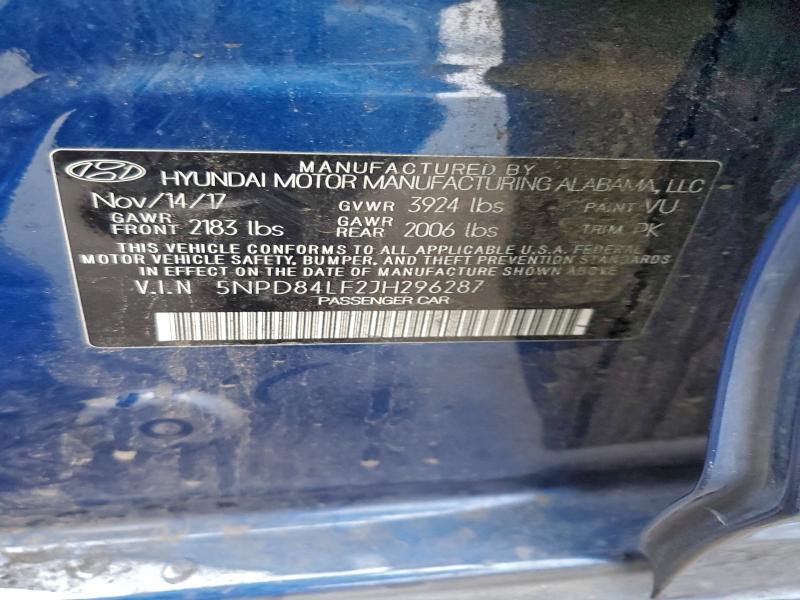 MANUFACTURED BY
HYUNDAI MOTOR MANUFACTURING ALABAMA, LLC
Nov/14/17 GVWR 3924 lbs PAINT VU
GAWR FRONT 2183 lbs GAWR REAR 2006 lbs TRIM PK
THIS VEHICLE CONFORMS TO ALL APPLICABLE U.S.A. FEDERAL
MOTOR VEHICLE SAFETY, BUMPER, AND THEFT PREVENTION STANDARDS
IN EFFECT ON THE DATE OF MANUFACTURE SHOWN ABOVE
V.I.N 5NPD84LF2JH296287
PASSENGER CAR